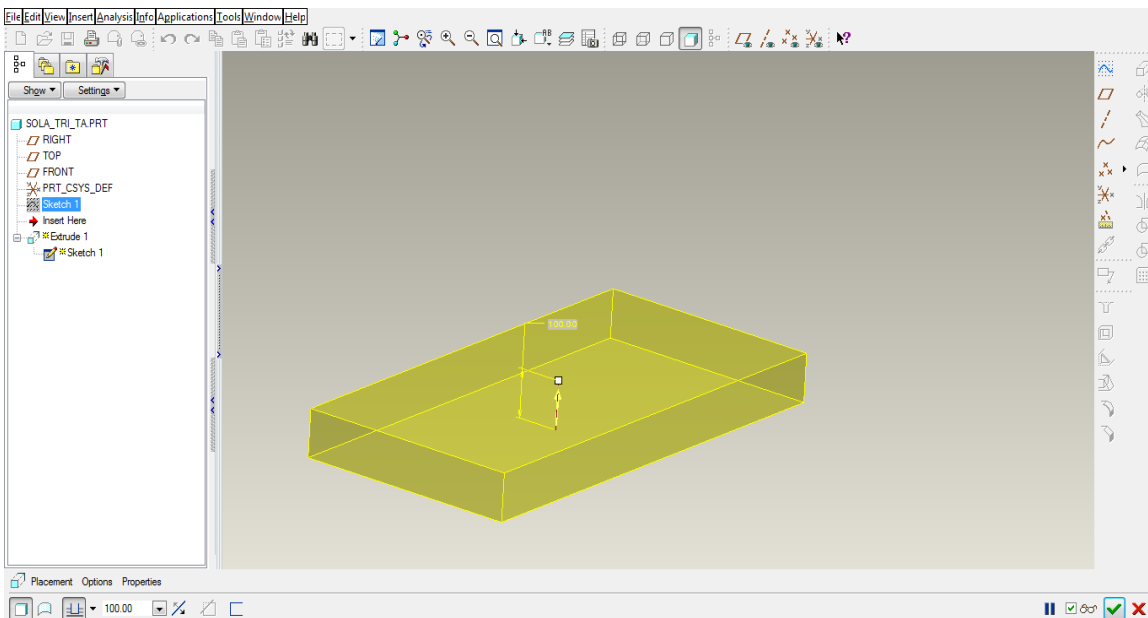 File Edit View Insert Analysis Info Applications Tools Window Help
Show Settings
SOLA_TRI_TA.PRT
RIGHT
TOP
FRONT
PRT_CSYS_DEF
Sketch 1
Insert Here
Extrude 1
Sketch 1
100.00
Placement Options Properties
100.00